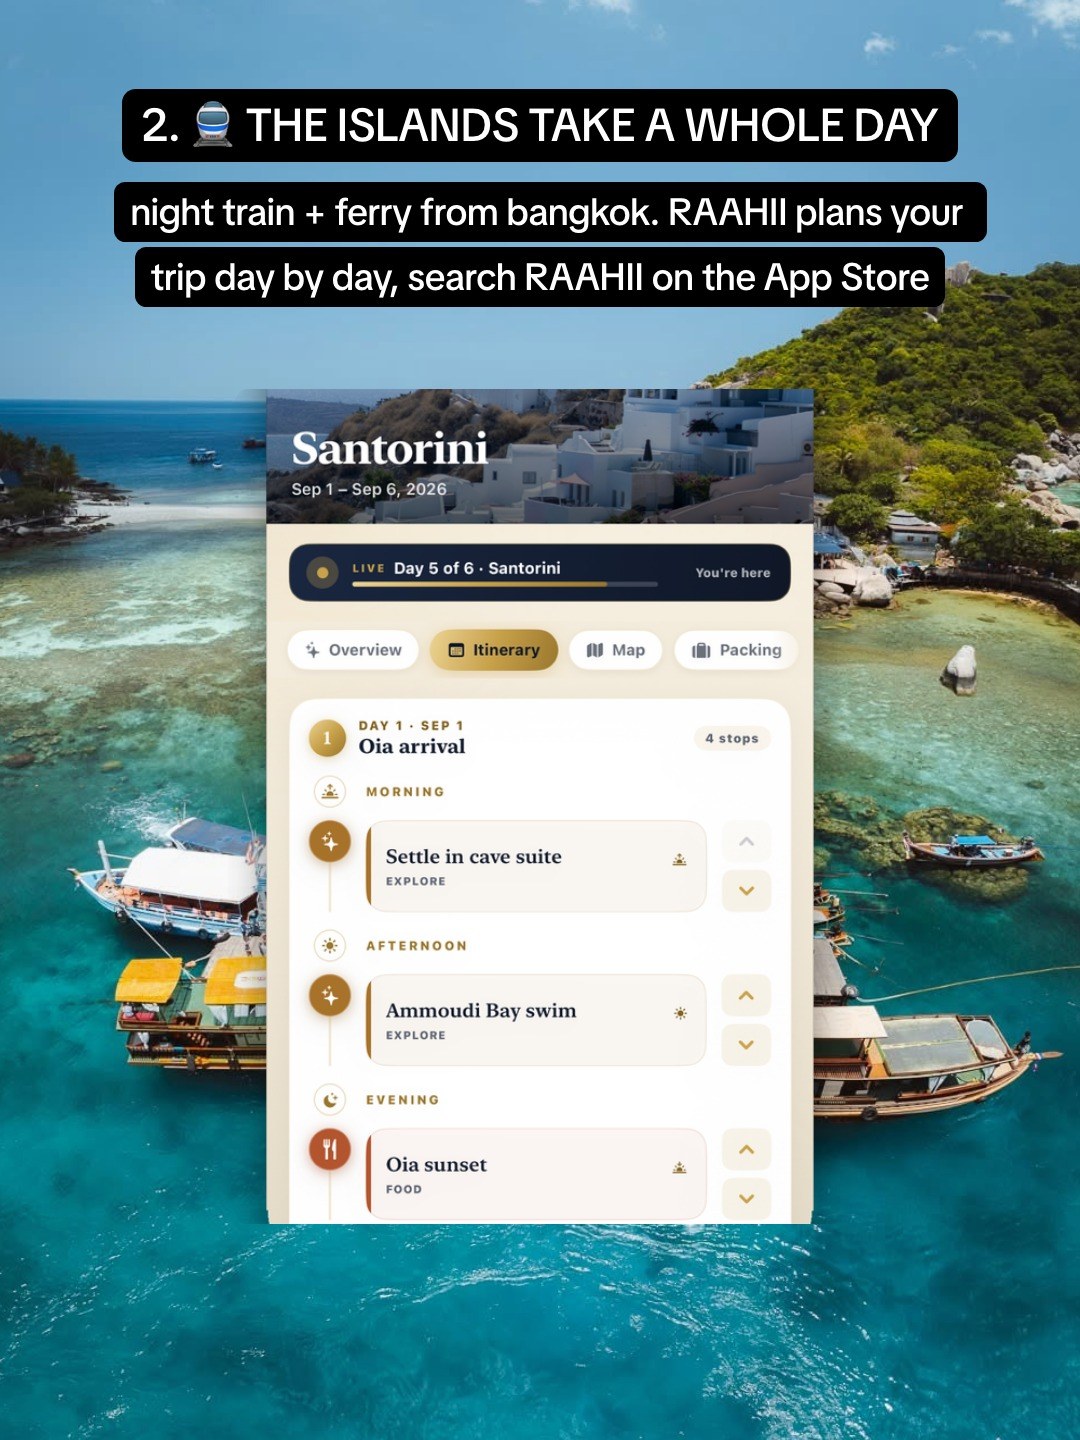 2. 🚆 THE ISLANDS TAKE A WHOLE DAY
night train + ferry from bangkok. RAAHII plans your
trip day by day, search RAAHII on the App Store
Santorini
Sep 1 – Sep 6, 2026
LIVE Day 5 of 6 · Santorini
You're here
Overview
Itinerary
Map
Packing
1
DAY 1 · SEP 1
Oia arrival
4 stops
MORNING
Settle in cave suite
EXPLORE
AFTERNOON
Ammoudi Bay swim
EXPLORE
EVENING
Oia sunset
FOOD